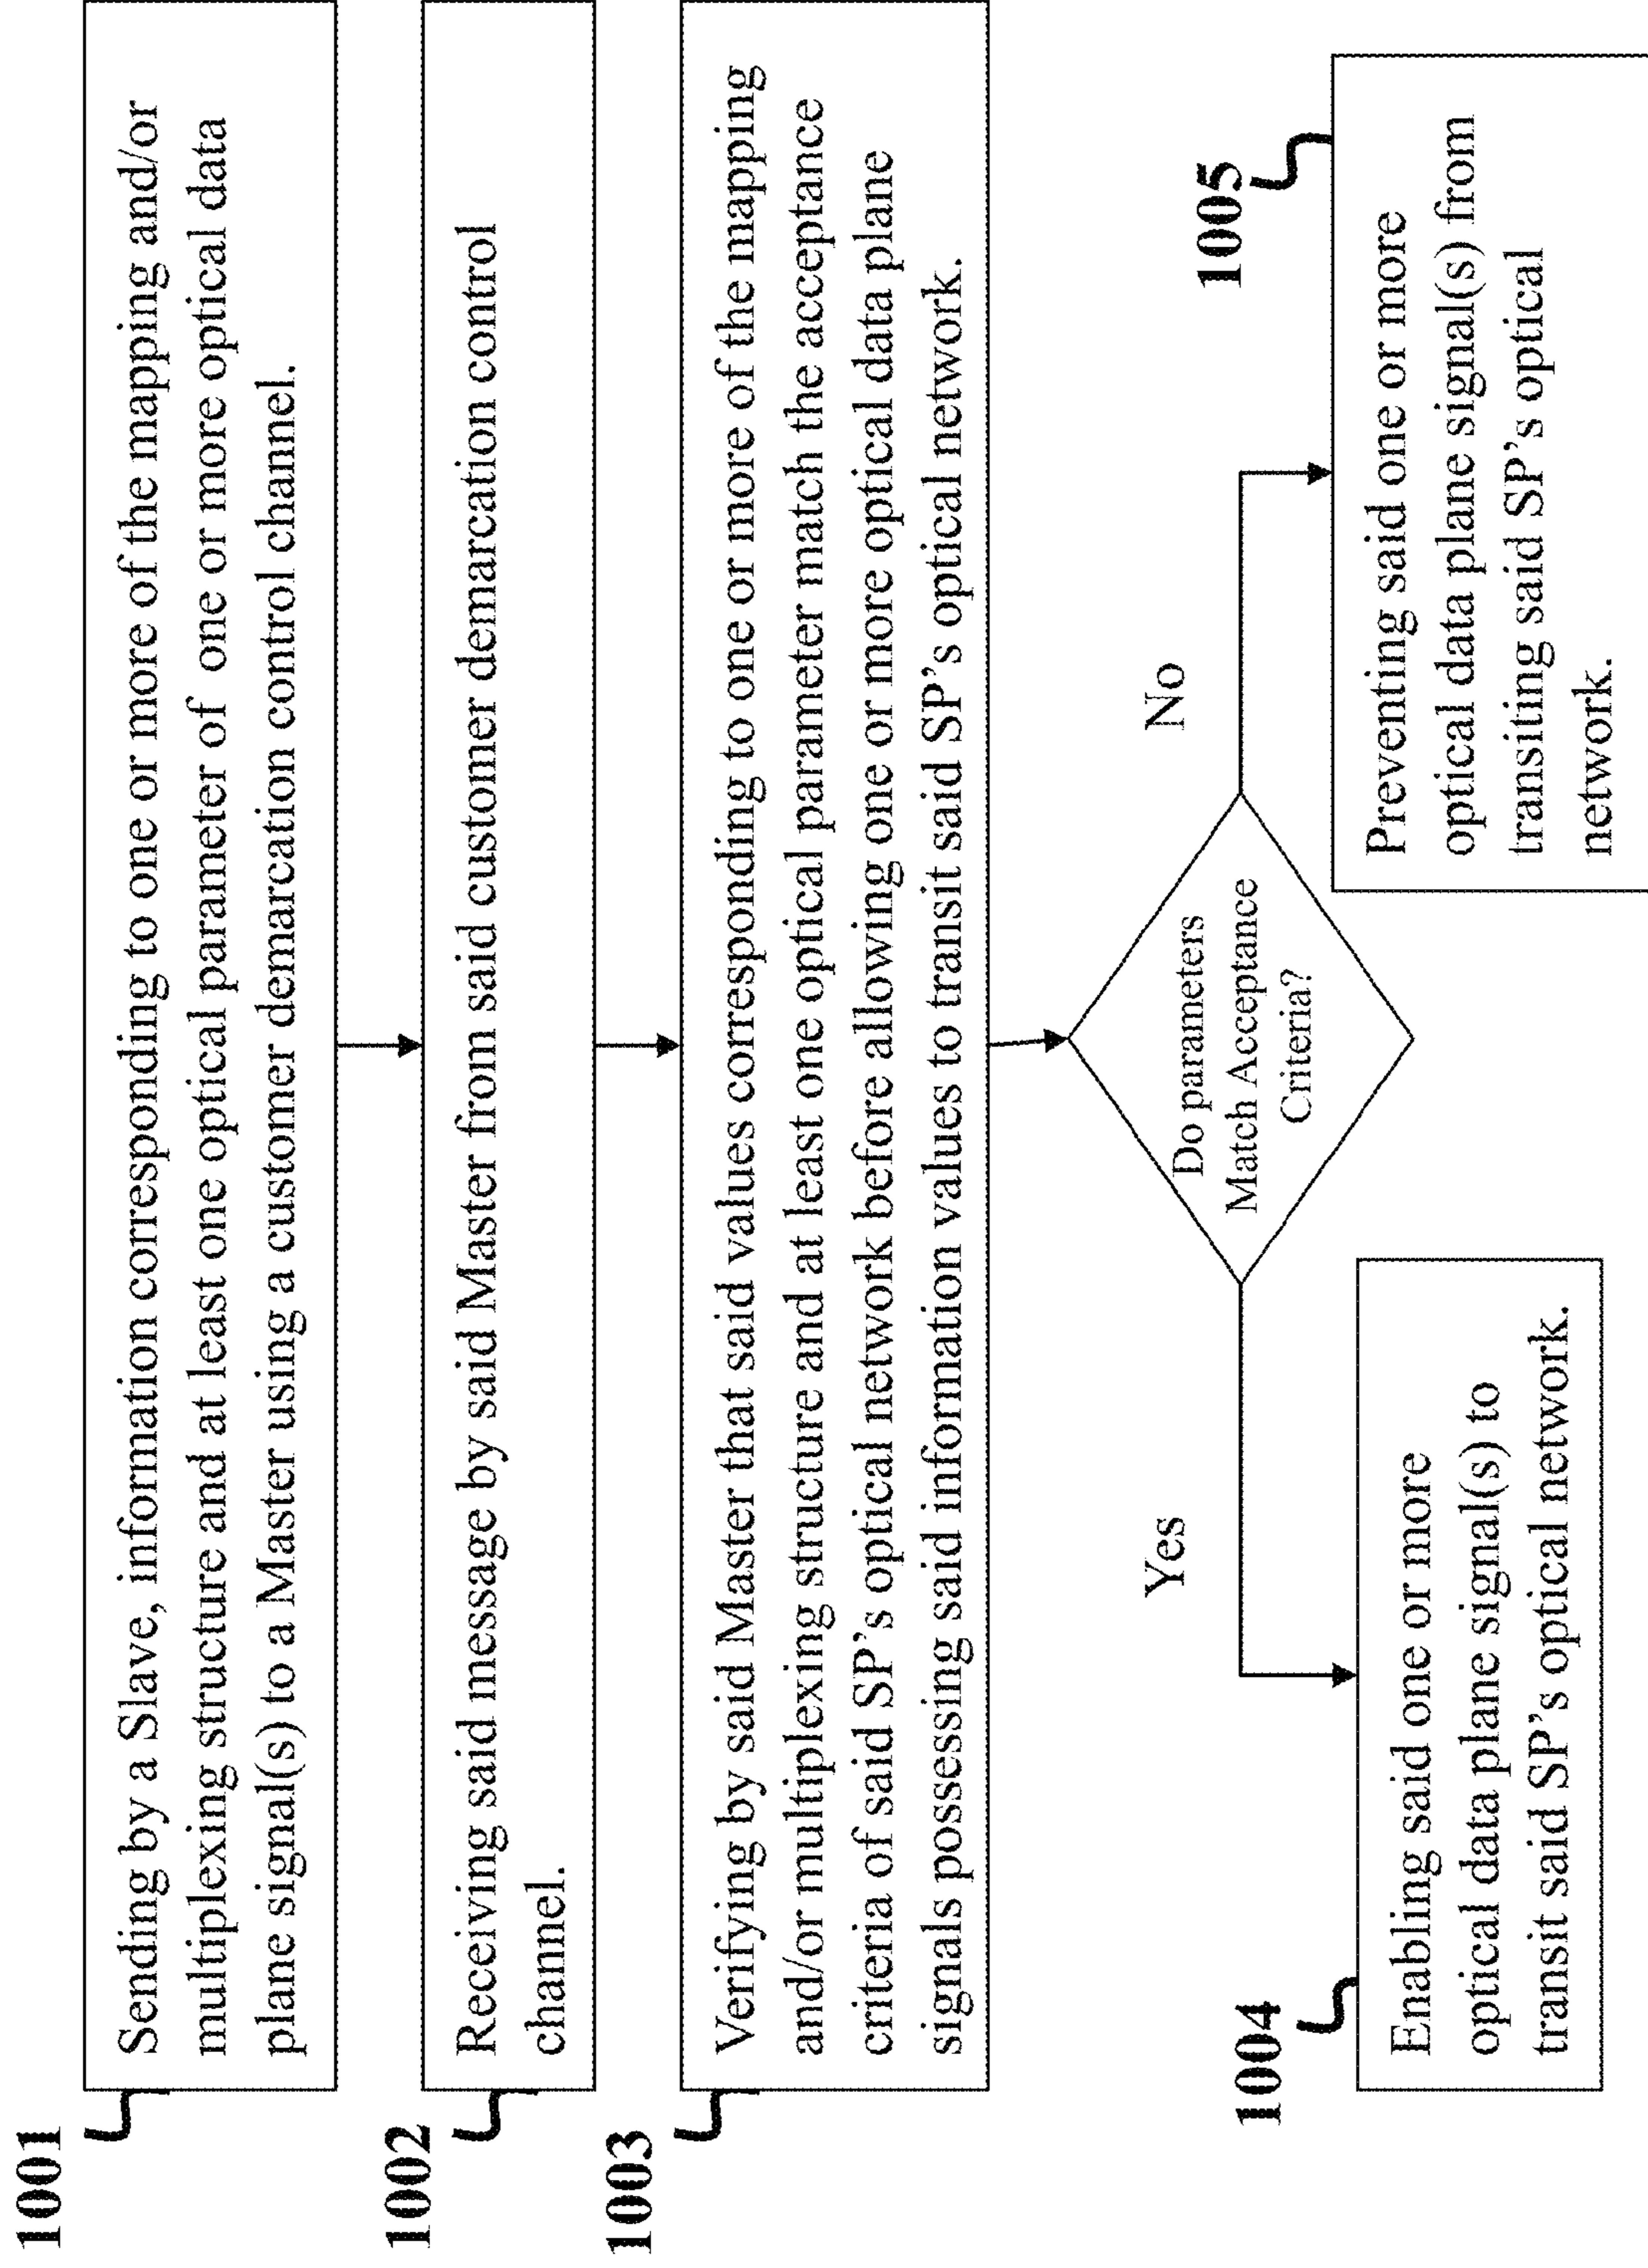 1001
Sending by a Slave, information corresponding to one or more of the mapping and/or
multiplexing structure and at least one optical parameter of one or more optical data
plane signal(s) to a Master using a customer demarcation control channel.
1002
Receiving said message by said Master from said customer demarcation control
channel.
1003
Verifying by said Master that said values corresponding to one or more of the mapping
and/or multiplexing structure and at least one optical parameter match the acceptance
criteria of said SP's optical network before allowing one or more optical data plane
signals possessing said information values to transit said SP's optical network.
Do parameters
Match Acceptance
Criteria?
Yes
No
1004
Enabling said one or more
optical data plane signal(s) to
transit said SP's optical network.
1005
Preventing said one or more
optical data plane signal(s) from
transiting said SP's optical
network.